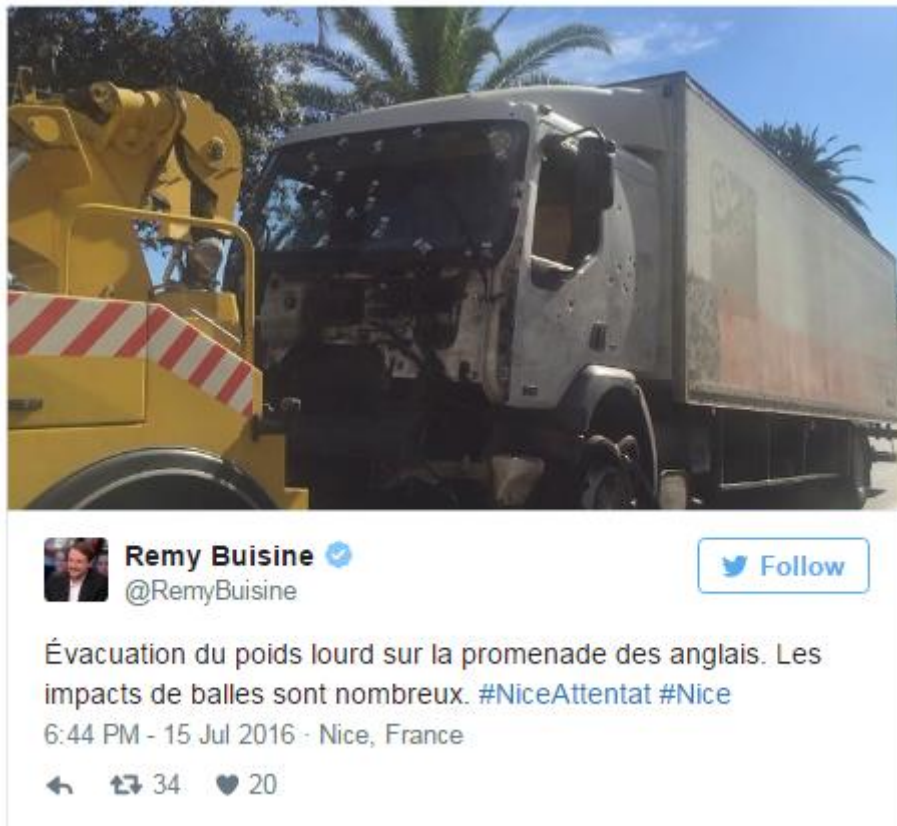 Remy Buisine
@RemyBuisine
Follow
Évacuation du poids lourd sur la promenade des anglais. Les
impacts de balles sont nombreux. #NiceAttentat #Nice
6:44 PM - 15 Jul 2016 · Nice, France
34 20